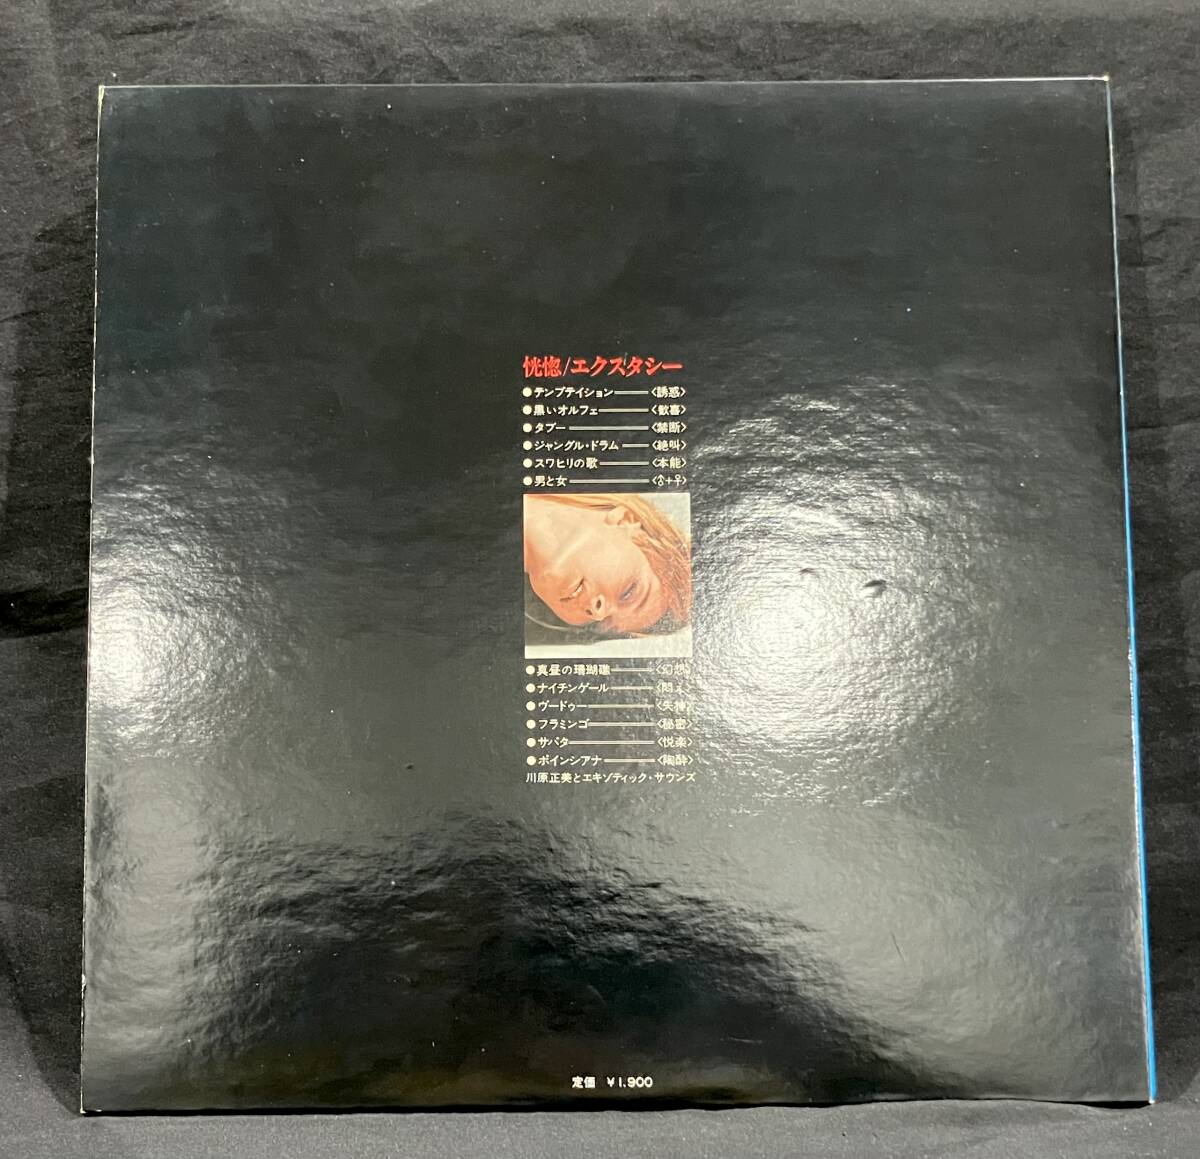 恍惚/エクスタシー
●テンプテイション――〈誘惑〉
●黒いオルフェ――〈歓喜〉
●タブー――〈禁断〉
●ジャングル・ドラム――〈絶叫〉
●スワヒリの歌――〈本能〉
●男と女――〈♂+♀〉
●真昼の珊瑚礁――〈幻想〉
●ナイチンゲール――〈悶え〉
●ヴードゥー――〈失神〉
●フラミンゴ――〈秘密〉
●サバタ――〈悦楽〉
●ポインシアナ――〈陶酔〉
川原正美とエキゾティック・サウンズ
定価 ¥1,900